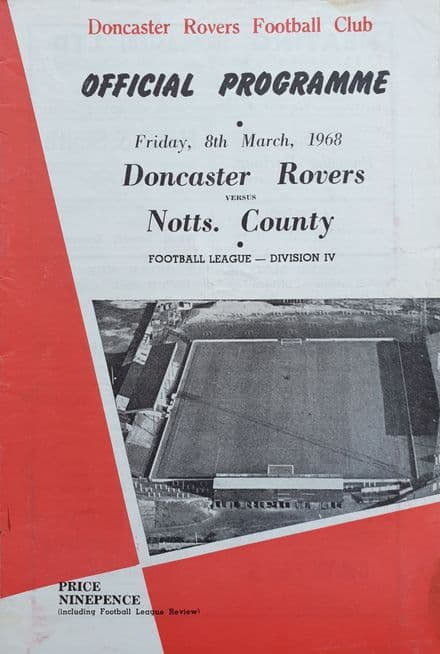 Doncaster Rovers Football Club
OFFICIAL PROGRAMME
Friday, 8th March, 1968
Doncaster Rovers
VERSUS
Notts. County
FOOTBALL LEAGUE — DIVISION IV
PRICE
NINEPENCE
(including Football League Review)